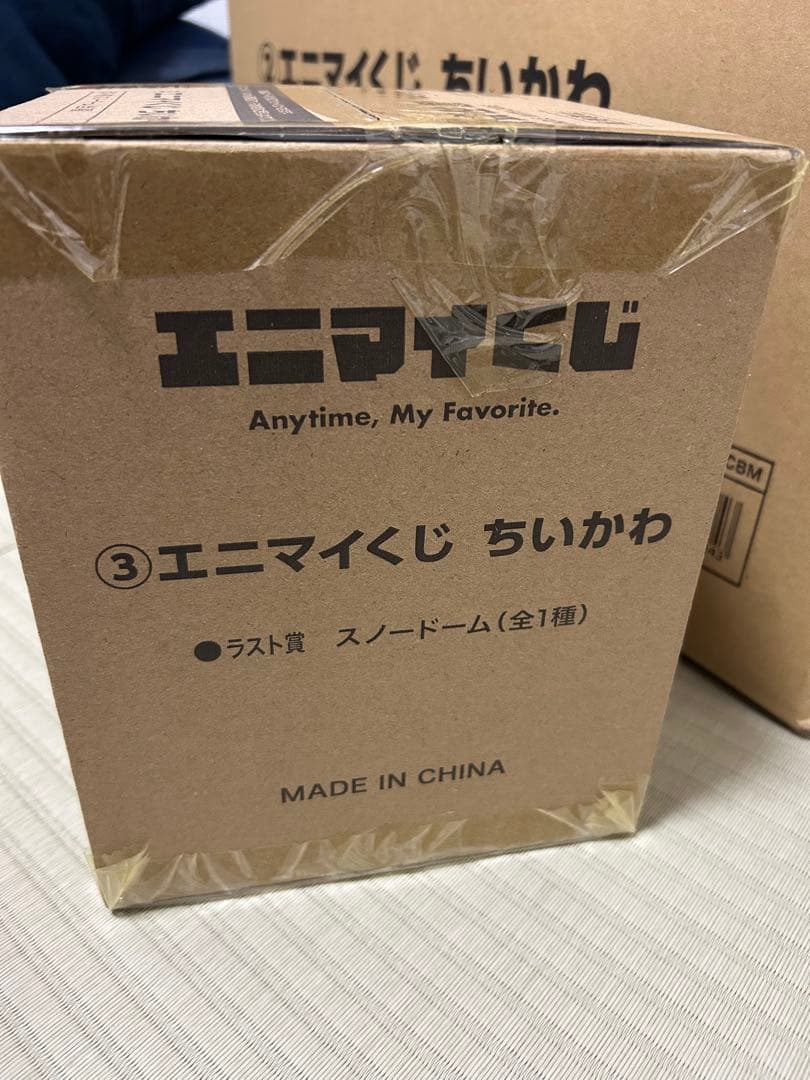 ②エニマイくじ ちいかわ
エニマイくじ
Anytime, My Favorite.
③エニマイくじ ちいかわ
●ラスト賞 スノードーム(全1種)
MADE IN CHINA
CBM